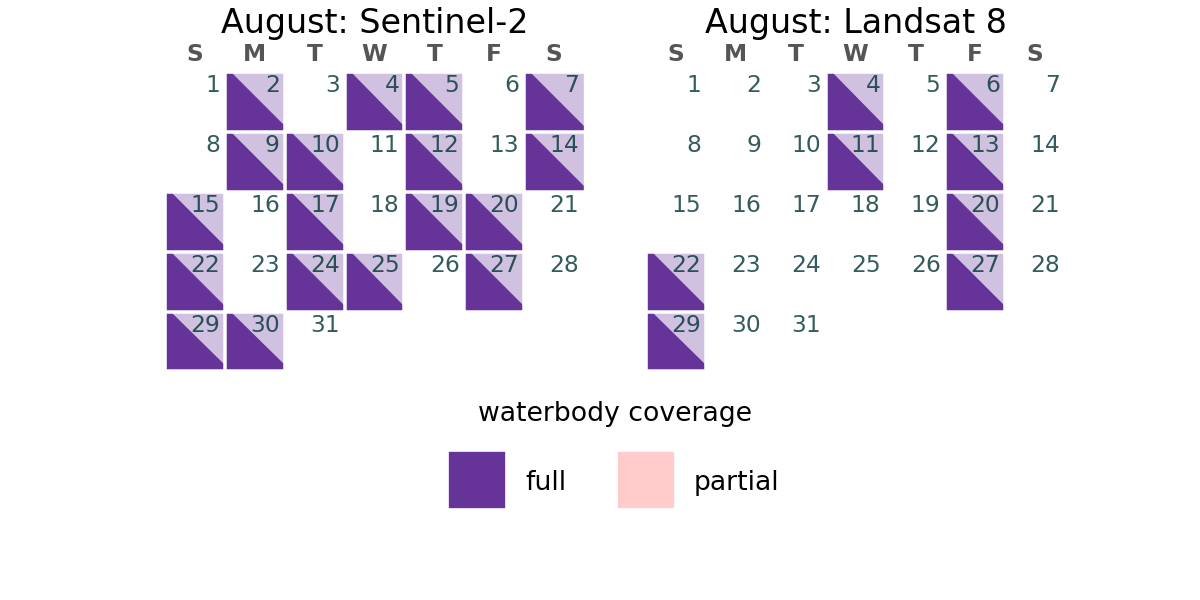 August: Sentinel-2
S M T W T F S
1 2 3 4 5 6 7
8 9 10 11 12 13 14
15 16 17 18 19 20 21
22 23 24 25 26 27 28
29 30 31
August: Landsat 8
S M T W T F S
1 2 3 4 5 6 7
8 9 10 11 12 13 14
15 16 17 18 19 20 21
22 23 24 25 26 27 28
29 30 31
waterbody coverage
full partial